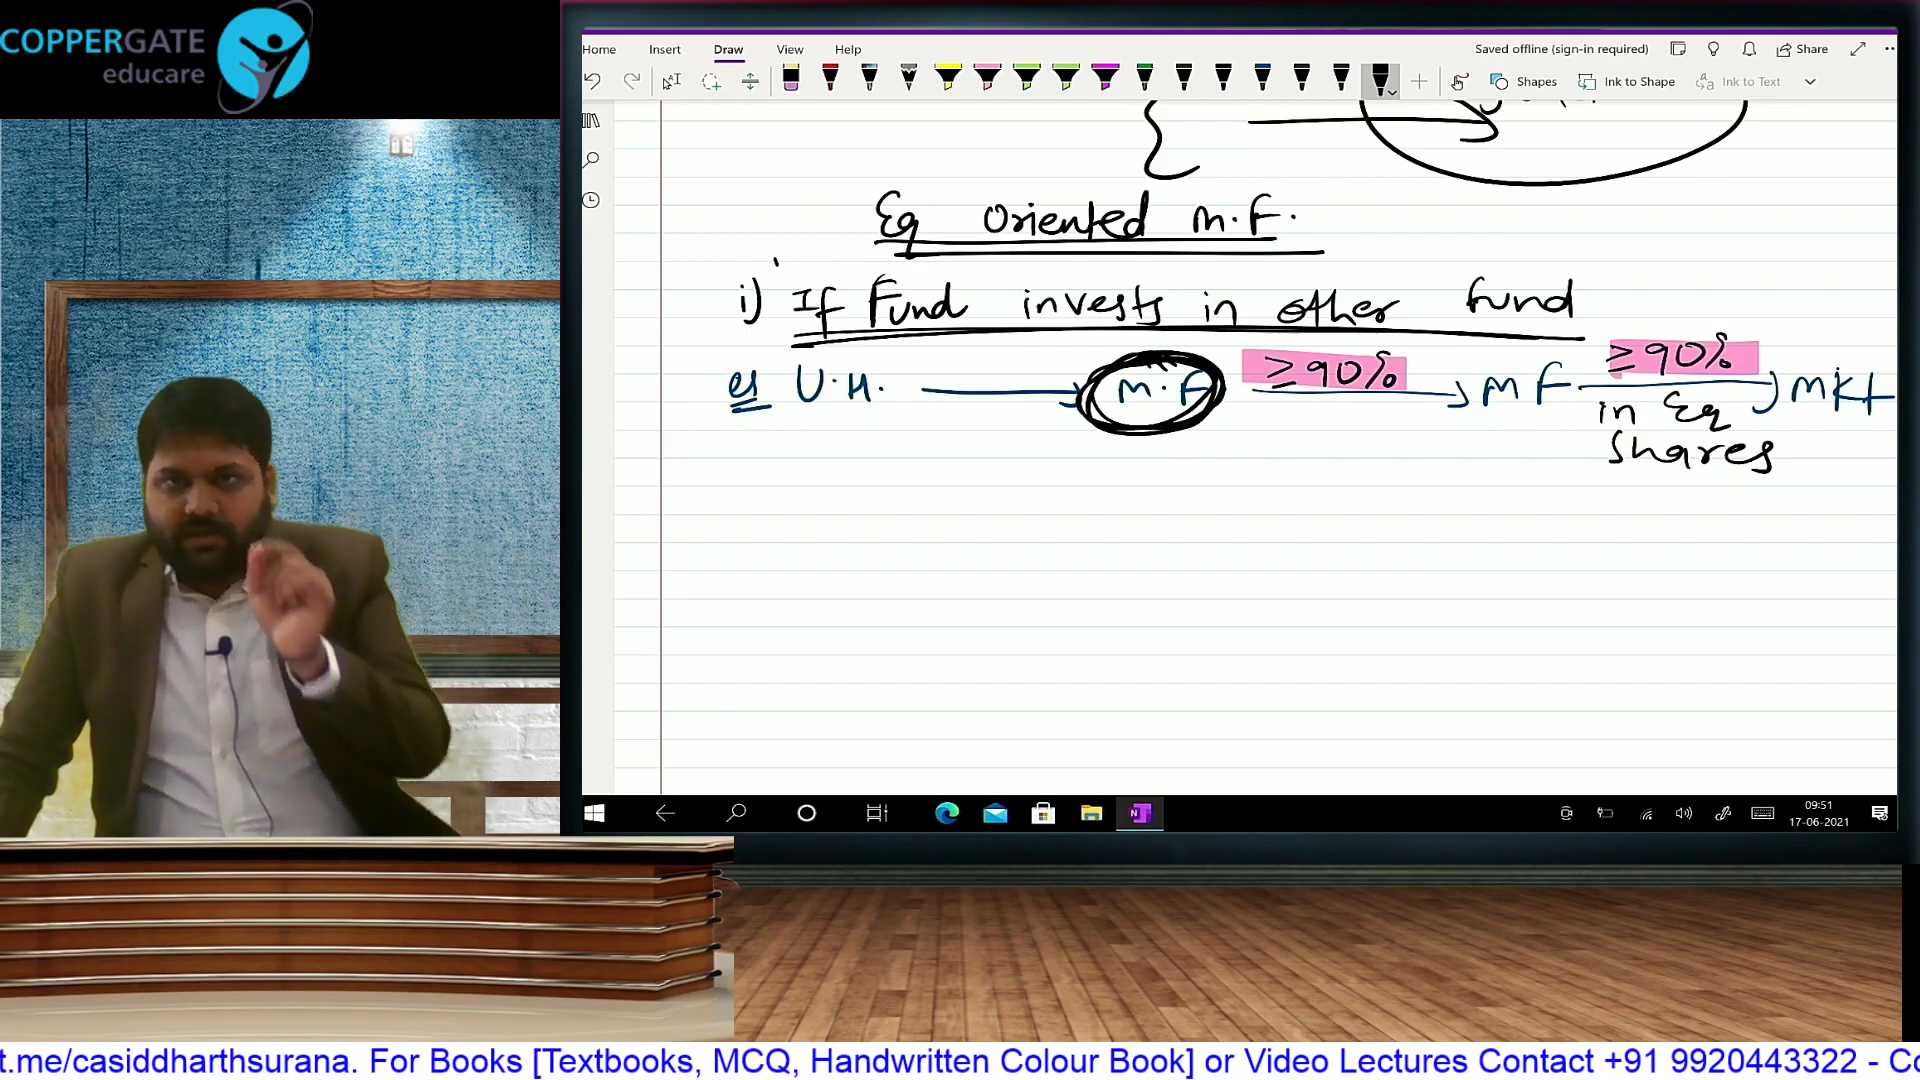 COPPERGATE
educare
Home Insert Draw View Help Saved offline (sign-in required) Share
Shapes Ink to Shape Ink to Text
Eq Oriented M.F.
i) If Fund invests in other fund
eg U.H. M.F ≥90% MF ≥90% Mkt
in Eq
Shares
09:51
17-06-2021
t.me/casiddharthsurana. For Books [Textbooks, MCQ, Handwritten Colour Book] or Video Lectures Contact +91 9920443322 - Co